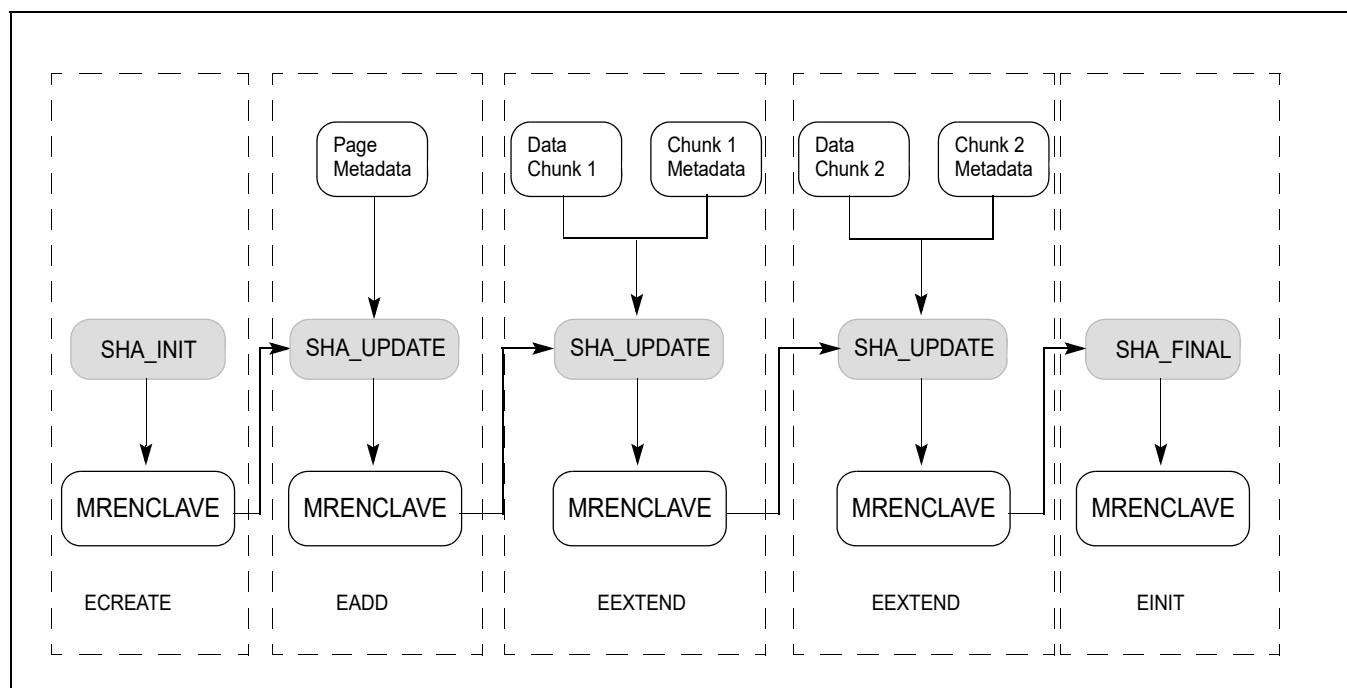 Page
Metadata
Data
Chunk 1
Chunk 1
Metadata
Data
Chunk 2
Chunk 2
Metadata
SHA_INIT
SHA_UPDATE
SHA_UPDATE
SHA_UPDATE
SHA_FINAL
MRENCLAVE
MRENCLAVE
MRENCLAVE
MRENCLAVE
MRENCLAVE
ECREATE
EADD
EEXTEND
EEXTEND
EINIT